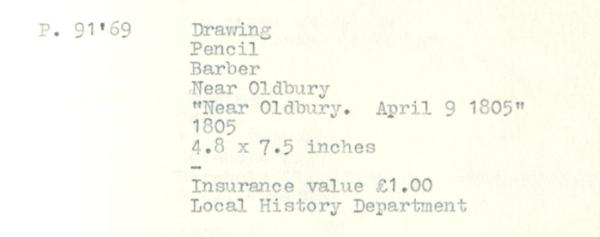 P. 91'69 Drawing
Pencil
Barber
Near Oldbury
"Near Oldbury. April 9 1805"
1805
4.8 x 7.5 inches
-
Insurance value £1.00
Local History Department